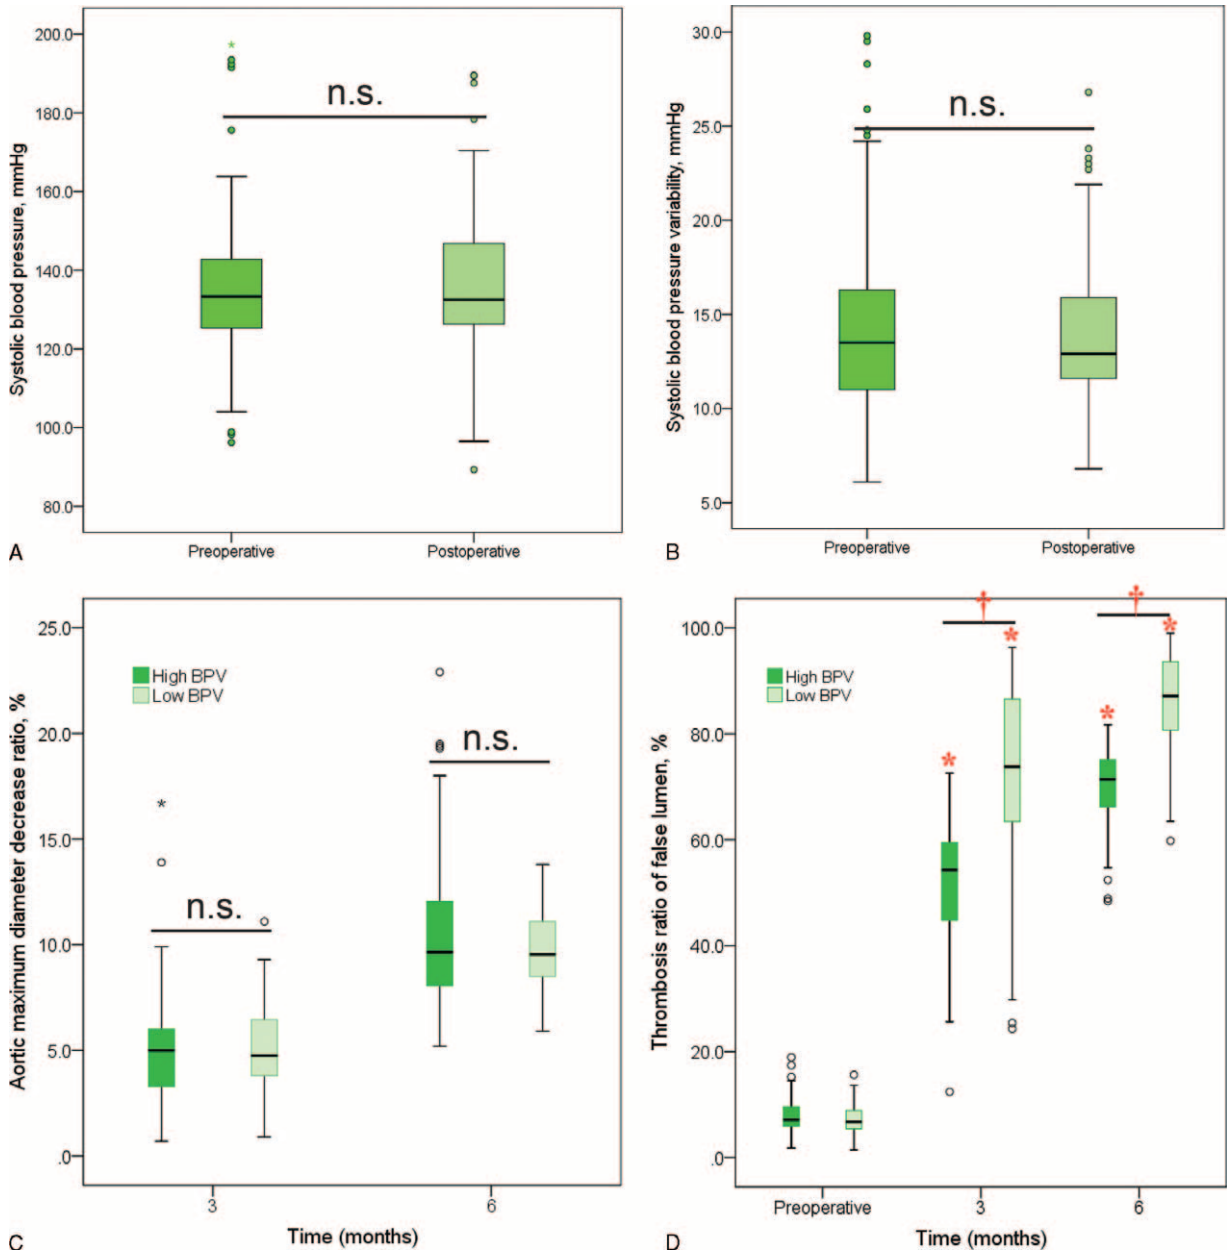 200.0
180.0
160.0
140.0
120.0
100.0
80.0
Systolic blood pressure, mmHg
*
n.s.
Preoperative Postoperative
A
30.0
25.0
20.0
15.0
10.0
5.0
Systolic blood pressure variability, mmHg
n.s.
Preoperative Postoperative
B
25.0
20.0
15.0
10.0
5.0
.0
Aortic maximum diameter decrease ratio, %
High BPV
Low BPV
*
n.s.
n.s.
3 6
Time (months)
C
100.0
80.0
60.0
40.0
20.0
.0
Thrombosis ratio of false lumen, %
High BPV
Low BPV
† †
* *
* *
Preoperative 3 6
Time (months)
D